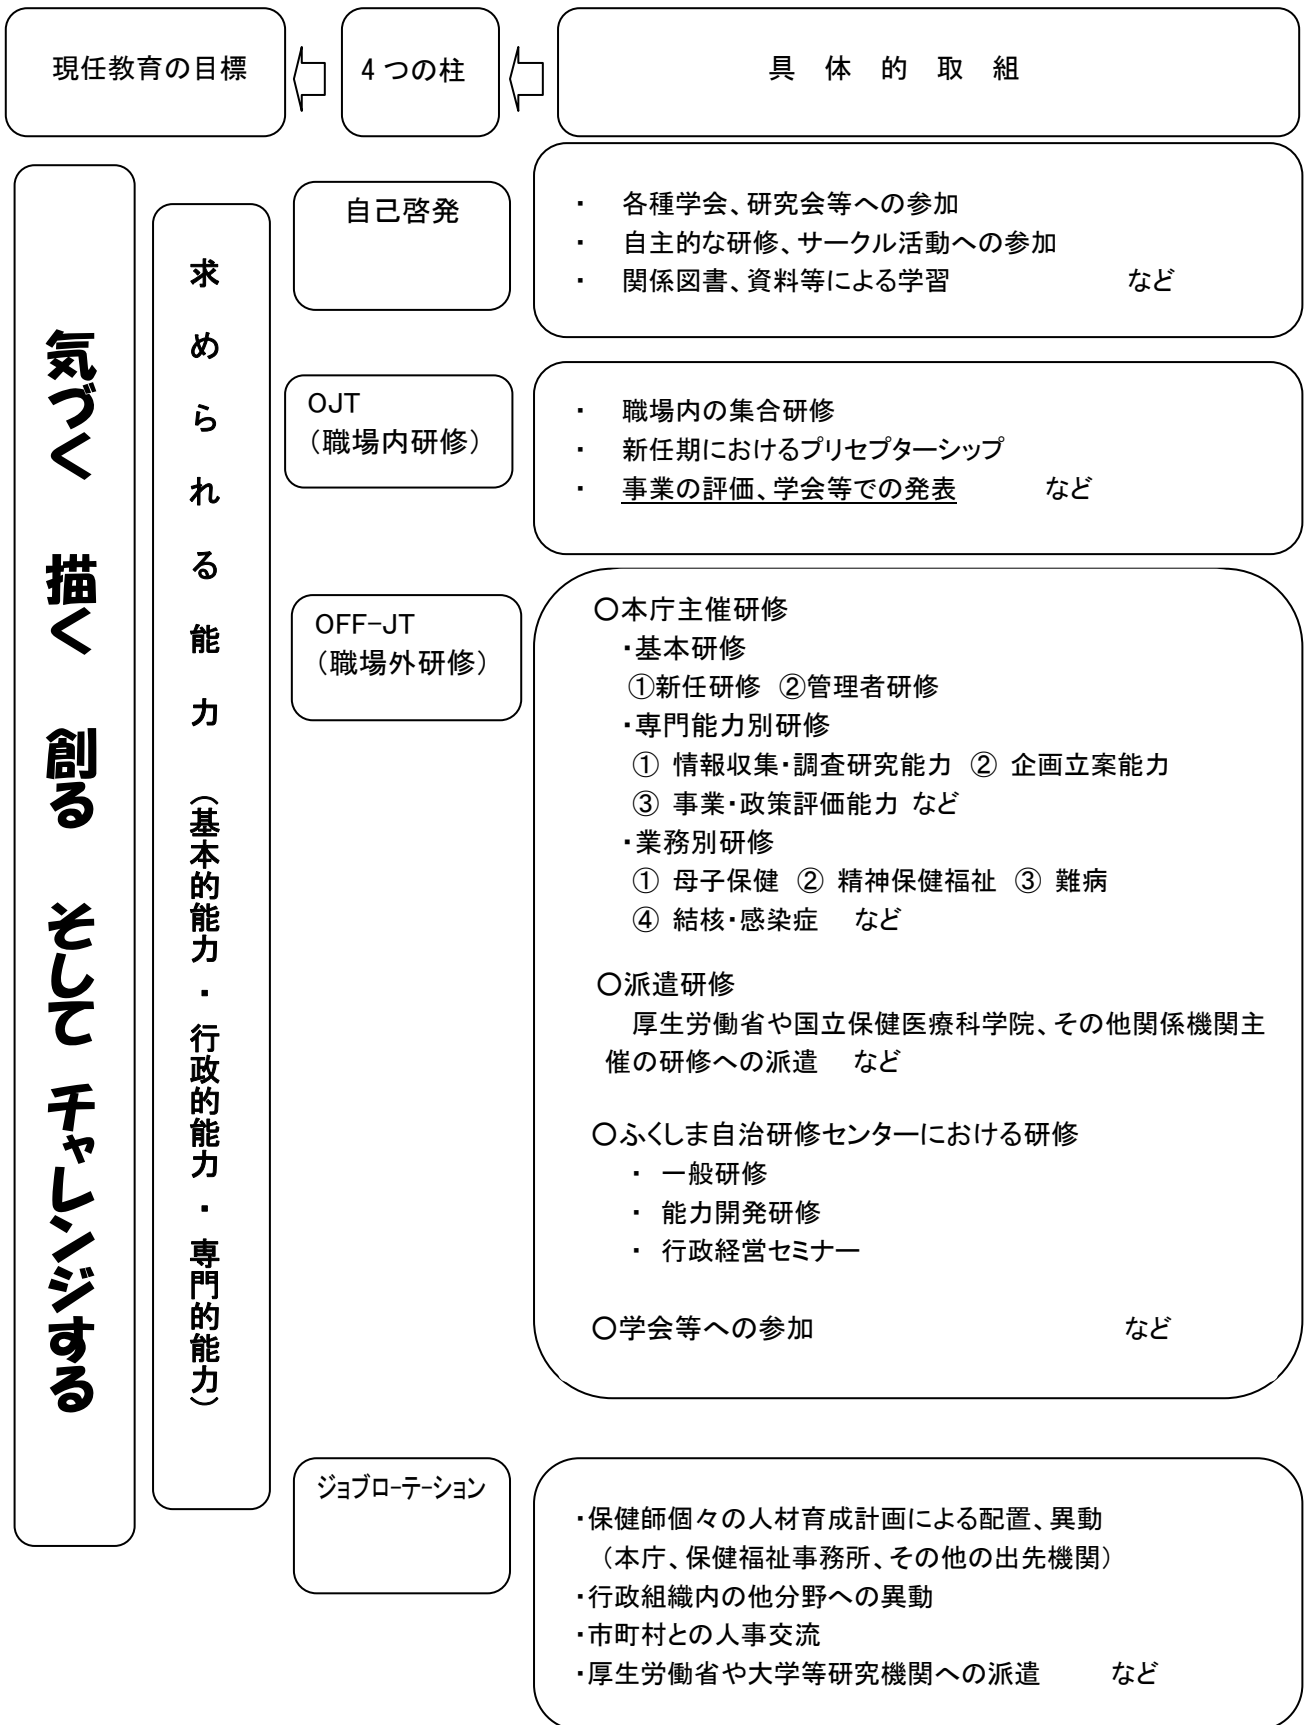 現任教育の目標
4つの柱
具体的取組
気づく 描く 創る そして チャレンジする
求められる能力 (基本的能力・行政的能力・専門的能力)
自己啓発
・ 各種学会、研究会等への参加
・ 自主的な研修、サークル活動への参加
・ 関係図書、資料等による学習 など
OJT
(職場内研修)
・ 職場内の集合研修
・ 新任期におけるプリセプターシップ
・ 事業の評価、学会等での発表 など
OFF-JT
(職場外研修)
○本庁主催研修
・基本研修
①新任研修 ②管理者研修
・専門能力別研修
① 情報収集・調査研究能力 ② 企画立案能力
③ 事業・政策評価能力 など
・業務別研修
① 母子保健 ② 精神保健福祉 ③ 難病
④ 結核・感染症 など
○派遣研修
厚生労働省や国立保健医療科学院、その他関係機関主
催の研修への派遣 など
○ふくしま自治研修センターにおける研修
・ 一般研修
・ 能力開発研修
・ 行政経営セミナー
○学会等への参加 など
ジョブローテーション
・保健師個々の人材育成計画による配置、異動
(本庁、保健福祉事務所、その他の出先機関)
・行政組織内の他分野への異動
・市町村との人事交流
・厚生労働省や大学等研究機関への派遣 など